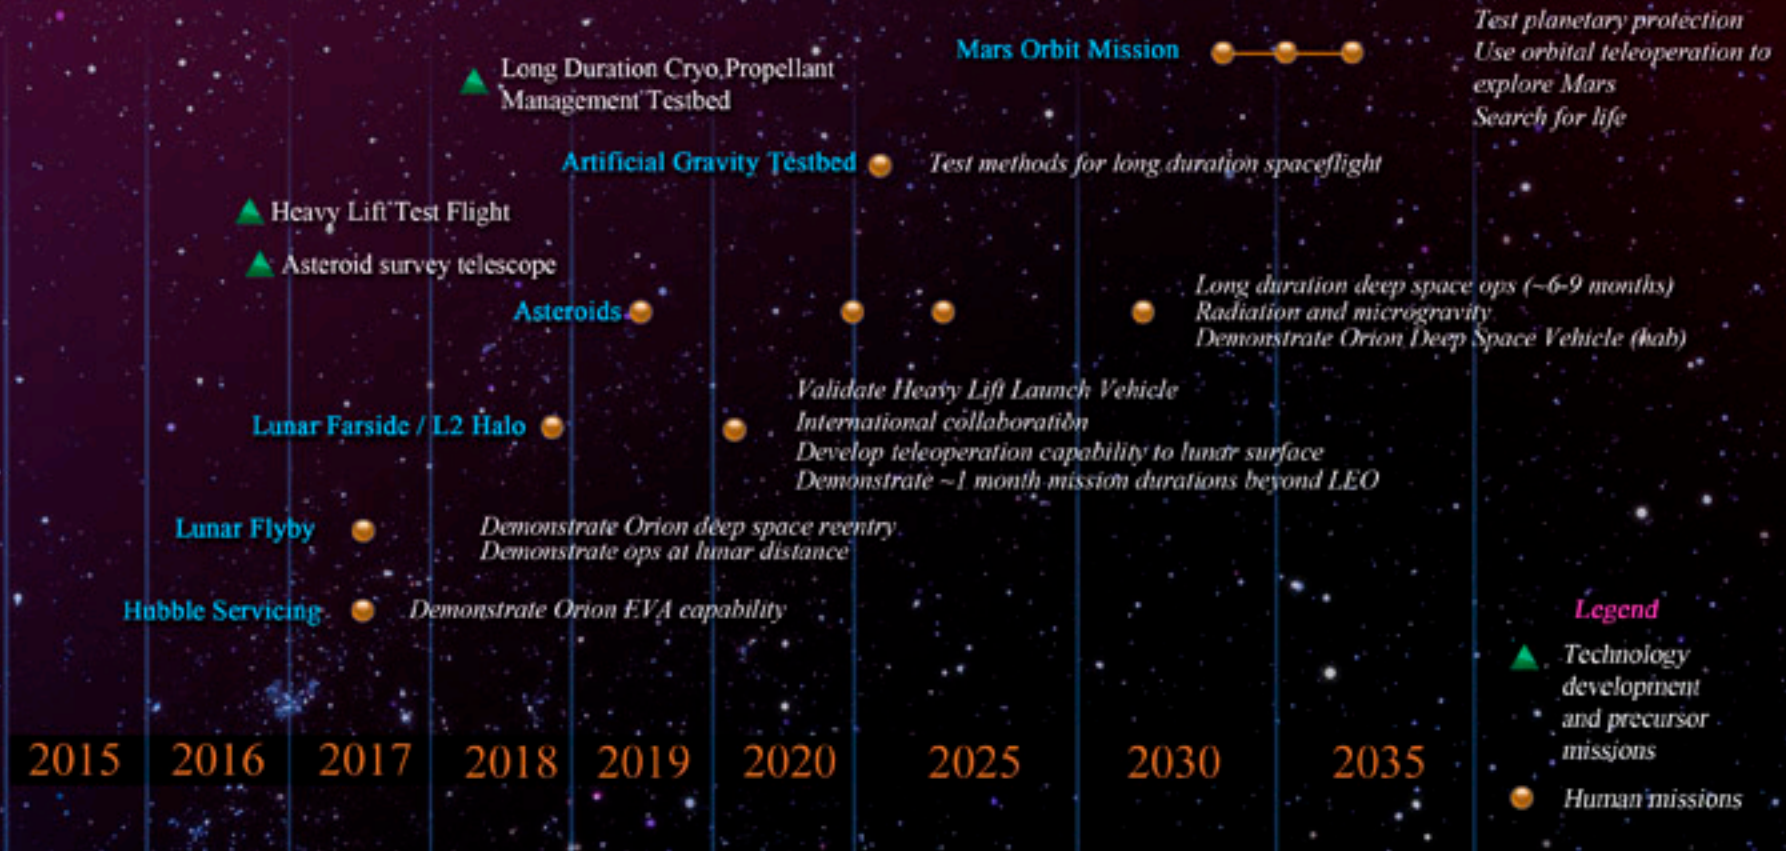 Mars Orbit Mission
Test planetary protection
Use orbital teleoperation to
explore Mars
Search for life
Long Duration Cryo Propellant
Management Testbed
Artificial Gravity Testbed
Test methods for long duration spaceflight
Heavy Lift Test Flight
Asteroid survey telescope
Asteroids
Long duration deep space ops (~6-9 months)
Radiation and microgravity
Demonstrate Orion Deep Space Vehicle (hab)
Lunar Farside / L2 Halo
Validate Heavy Lift Launch Vehicle
International collaboration
Develop teleoperation capability to lunar surface
Demonstrate ~1 month mission durations beyond LEO
Lunar Flyby
Demonstrate Orion deep space reentry
Demonstrate ops at lunar distance
Hubble Servicing
Demonstrate Orion EVA capability
Legend
Technology
development
and precursor
missions
Human missions
2015 2016 2017 2018 2019 2020 2025 2030 2035